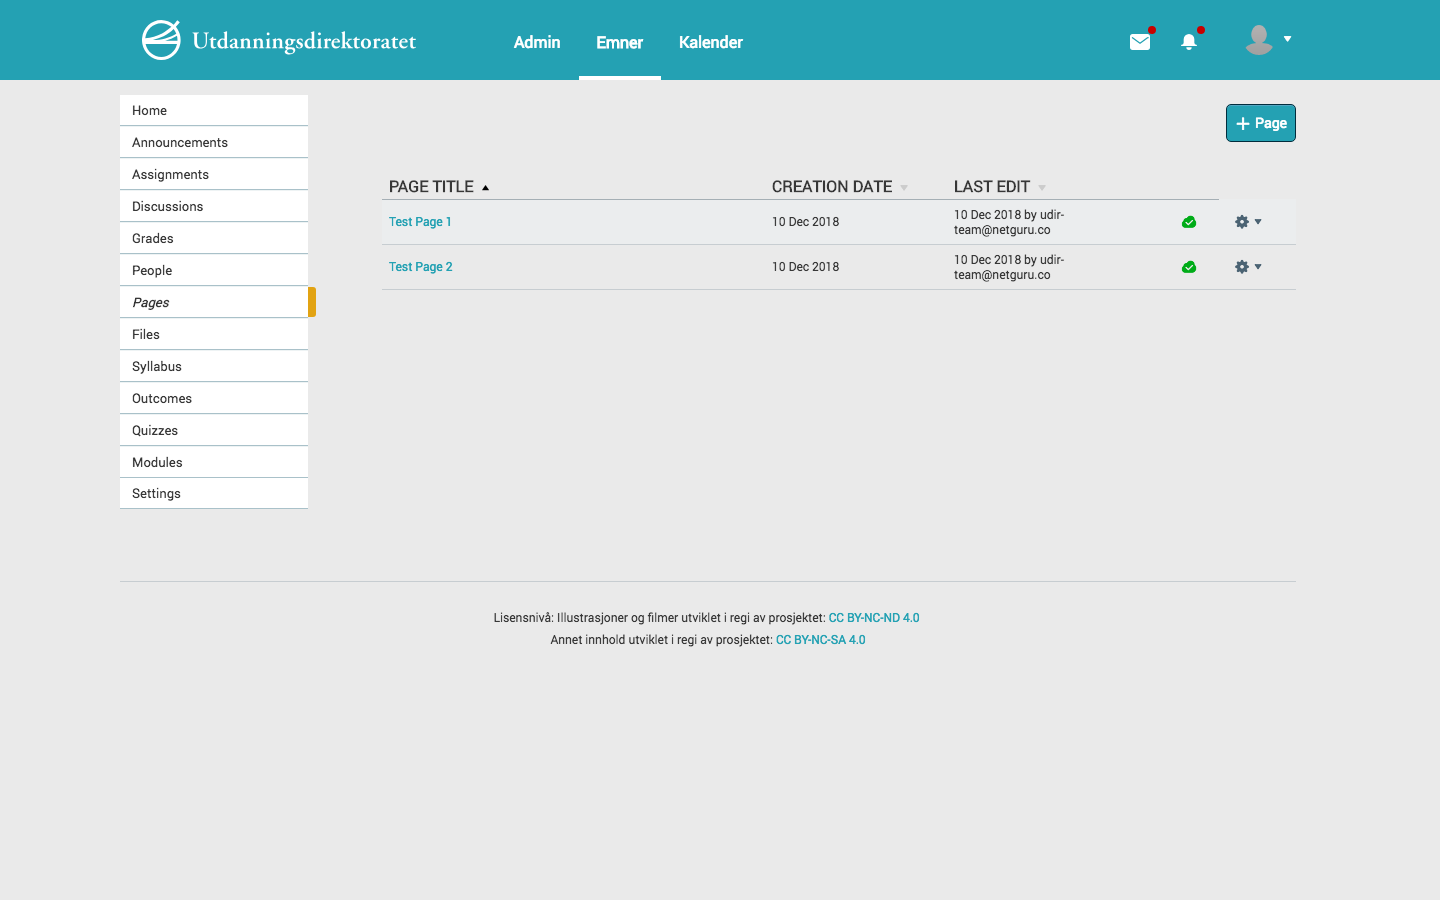 Utdanningsdirektoratet
Admin
Emner
Kalender
Home
Announcements
Assignments
Discussions
Grades
People
Pages
Files
Syllabus
Outcomes
Quizzes
Modules
Settings
+ Page
PAGE TITLE
CREATION DATE
LAST EDIT
Test Page 1
10 Dec 2018
10 Dec 2018 by udir-
team@netguru.co
Test Page 2
10 Dec 2018
10 Dec 2018 by udir-
team@netguru.co
Lisensnivå: Illustrasjoner og filmer utviklet i regi av prosjektet: CC BY-NC-ND 4.0
Annet innhold utviklet i regi av prosjektet: CC BY-NC-SA 4.0